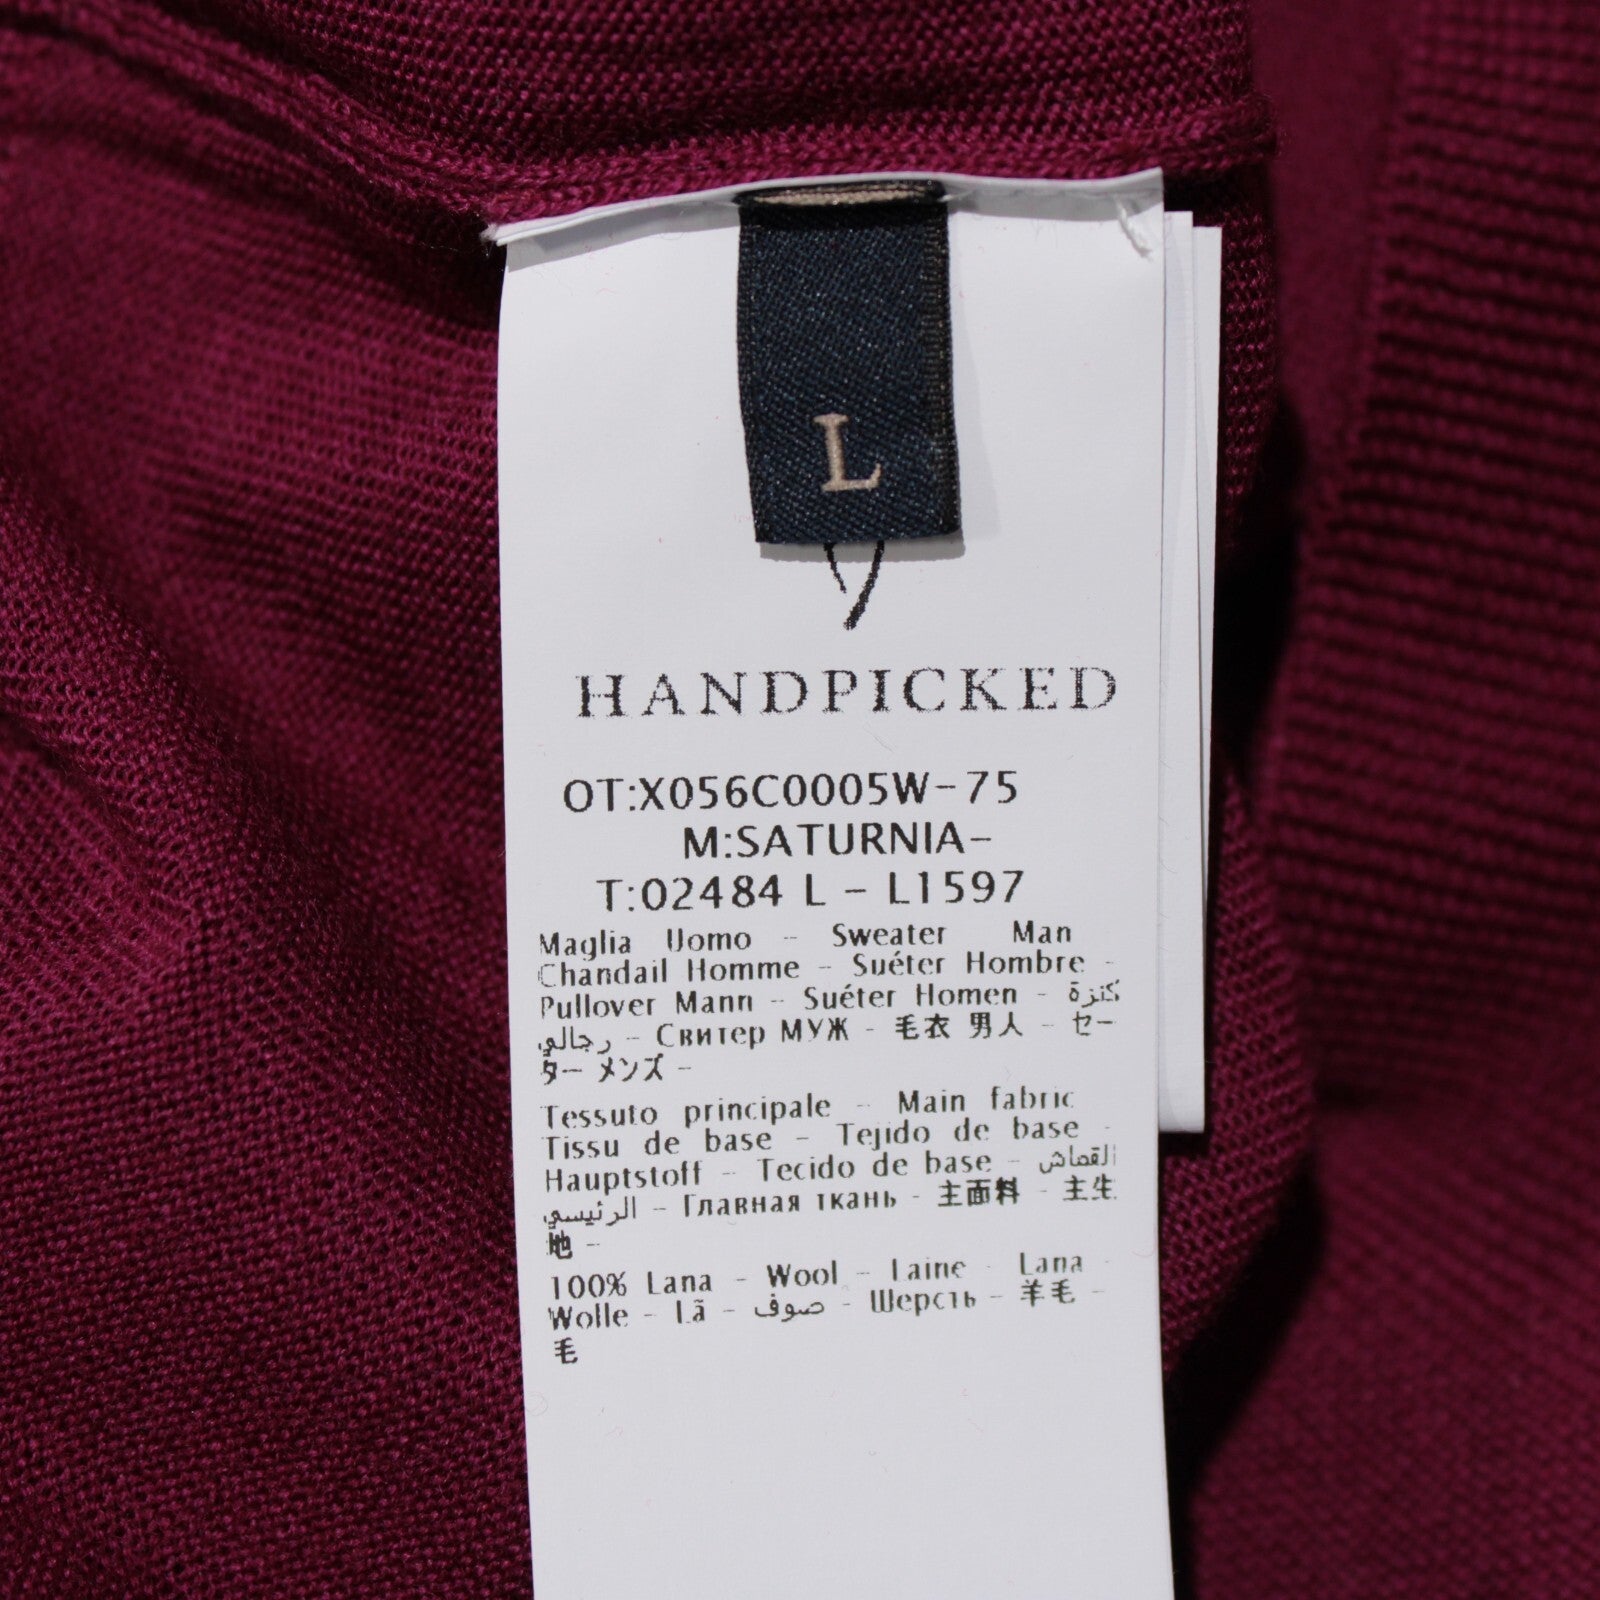 L
HANDPICKED
OT:X056C0005W-75
M:SATURNIA-
T:02484 L - L1597
Maglia Uomo - Sweater Man
Chandail Homme - Suéter Hombre -
Pullover Mann - Suéter Homen - كنزة
رجالي - Свитер МУЖ - 毛衣 男人 - セー
ター メンズ -
Tessuto principale - Main fabric
Tissu de base - Tejido de base -
Hauptstoff - Tecido de base - القماش
الرئيسي - Главная ткань - 主面料 - 主生
地 -
100% Lana - Wool - Laine - Lana -
Wolle - Lã - صوف - Шерсть - 羊毛 -
毛